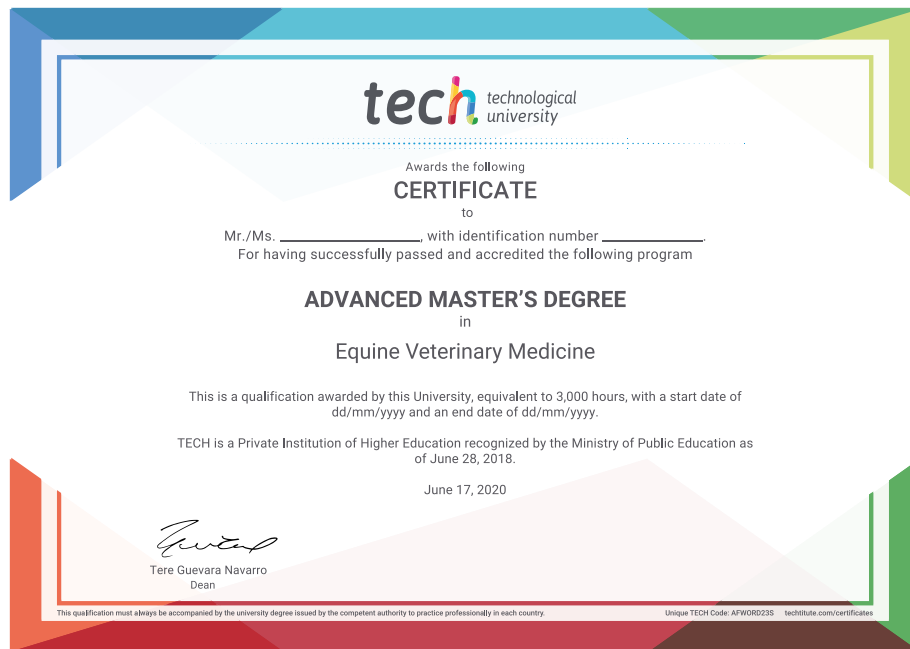 tech technological
university
Awards the following
CERTIFICATE
to
Mr./Ms. ____________________, with identification number ______________.
For having successfully passed and accredited the following program
ADVANCED MASTER’S DEGREE
in
Equine Veterinary Medicine
This is a qualification awarded by this University, equivalent to 3,000 hours, with a start date of
dd/mm/yyyy and an end date of dd/mm/yyyy.
TECH is a Private Institution of Higher Education recognized by the Ministry of Public Education as
of June 28, 2018.
June 17, 2020
Tere Guevara Navarro
Dean
This qualification must always be accompanied by the university degree issued by the competent authority to practice professionally in each country. Unique TECH Code: AFWORD23S techtitute.com/certificates